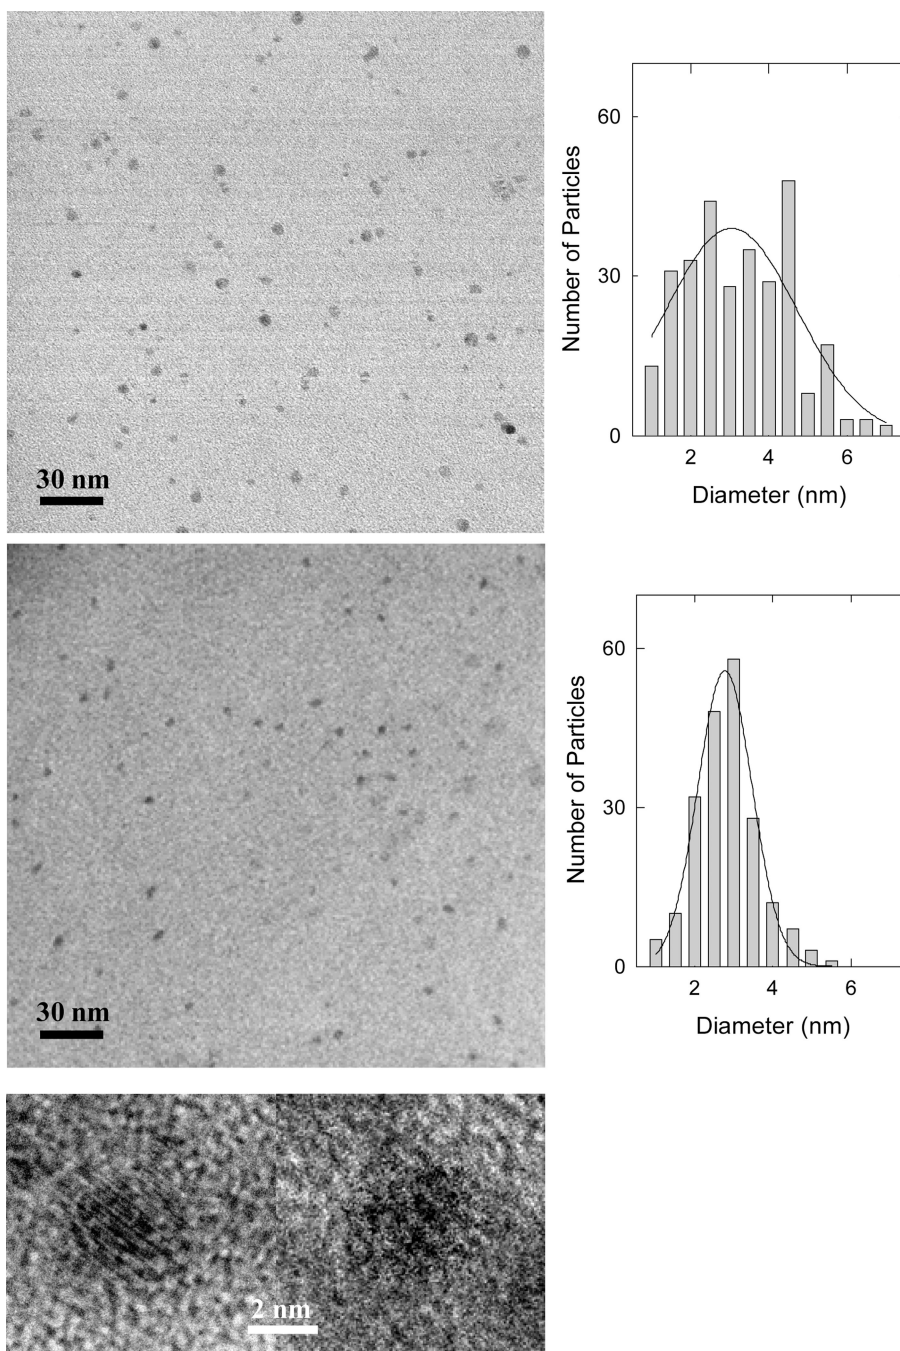 30 nm
Number of Particles
60
30
0
2 4 6
Diameter (nm)
30 nm
Number of Particles
60
30
0
2 4 6
Diameter (nm)
2 nm